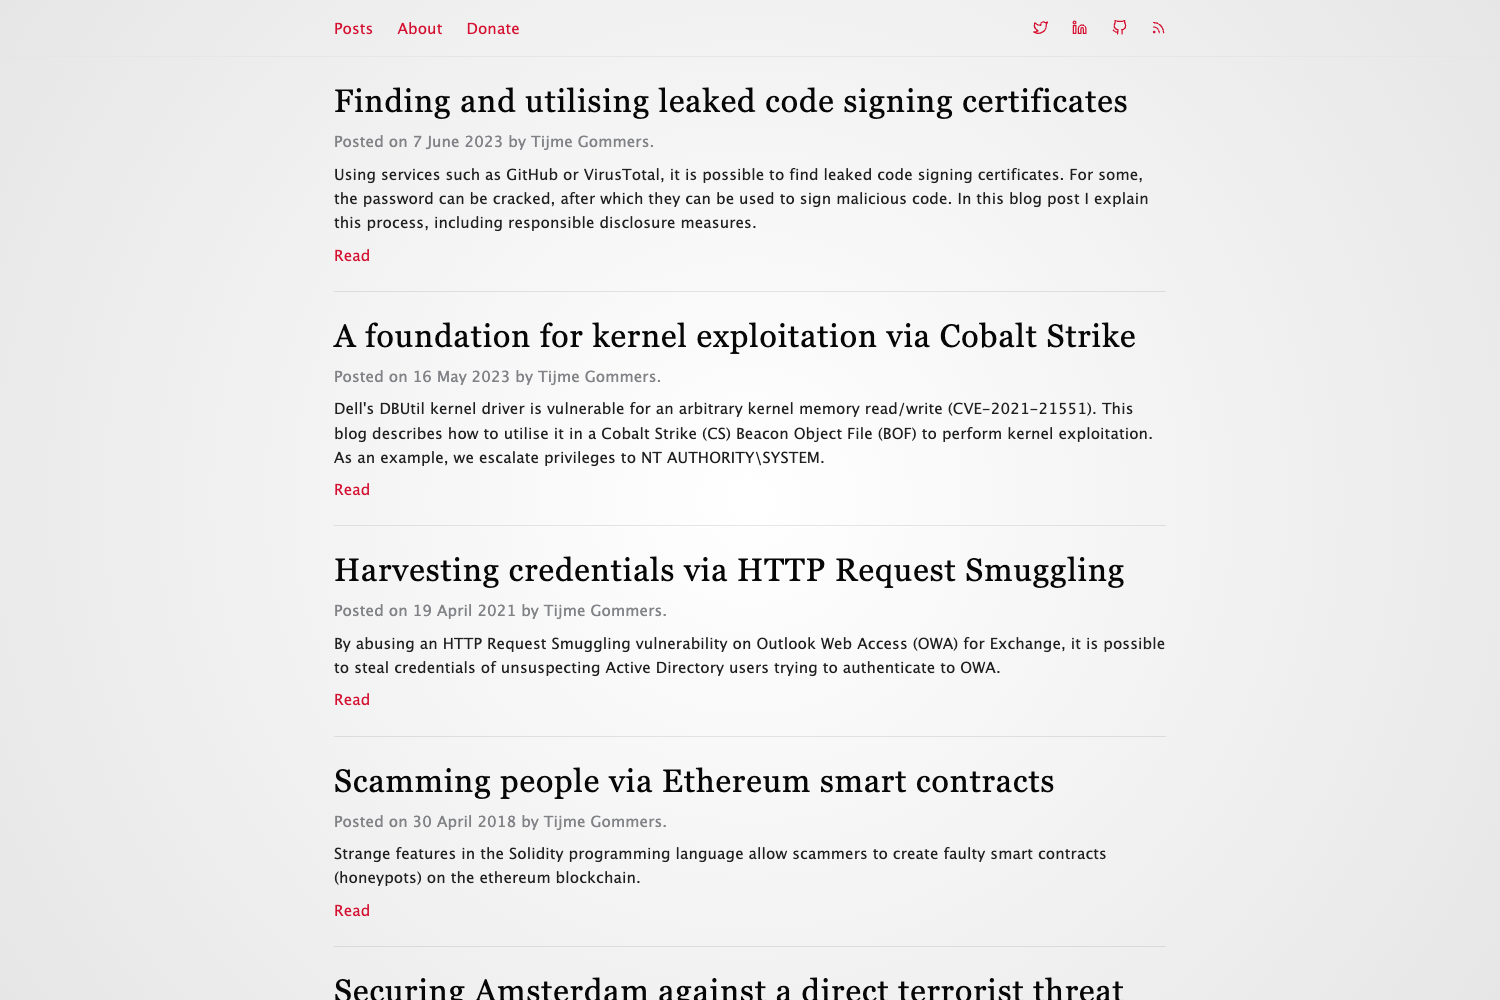 Posts About Donate
Finding and utilising leaked code signing certificates
Posted on 7 June 2023 by Tijme Gommers.
Using services such as GitHub or VirusTotal, it is possible to find leaked code signing certificates. For some,
the password can be cracked, after which they can be used to sign malicious code. In this blog post I explain
this process, including responsible disclosure measures.
Read
A foundation for kernel exploitation via Cobalt Strike
Posted on 16 May 2023 by Tijme Gommers.
Dell's DBUtil kernel driver is vulnerable for an arbitrary kernel memory read/write (CVE-2021-21551). This
blog describes how to utilise it in a Cobalt Strike (CS) Beacon Object File (BOF) to perform kernel exploitation.
As an example, we escalate privileges to NT AUTHORITY\SYSTEM.
Read
Harvesting credentials via HTTP Request Smuggling
Posted on 19 April 2021 by Tijme Gommers.
By abusing an HTTP Request Smuggling vulnerability on Outlook Web Access (OWA) for Exchange, it is possible
to steal credentials of unsuspecting Active Directory users trying to authenticate to OWA.
Read
Scamming people via Ethereum smart contracts
Posted on 30 April 2018 by Tijme Gommers.
Strange features in the Solidity programming language allow scammers to create faulty smart contracts
(honeypots) on the ethereum blockchain.
Read
Securing Amsterdam against a direct terrorist threat